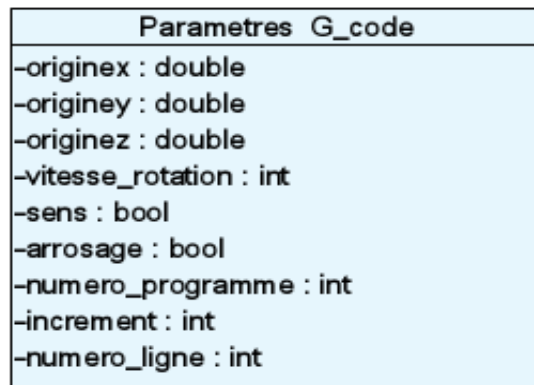 Parametres G_code
-originex : double
-originey : double
-originez : double
-vitesse_rotation : int
-sens : bool
-arrosage : bool
-numero_programme : int
-increment : int
-numero_ligne : int